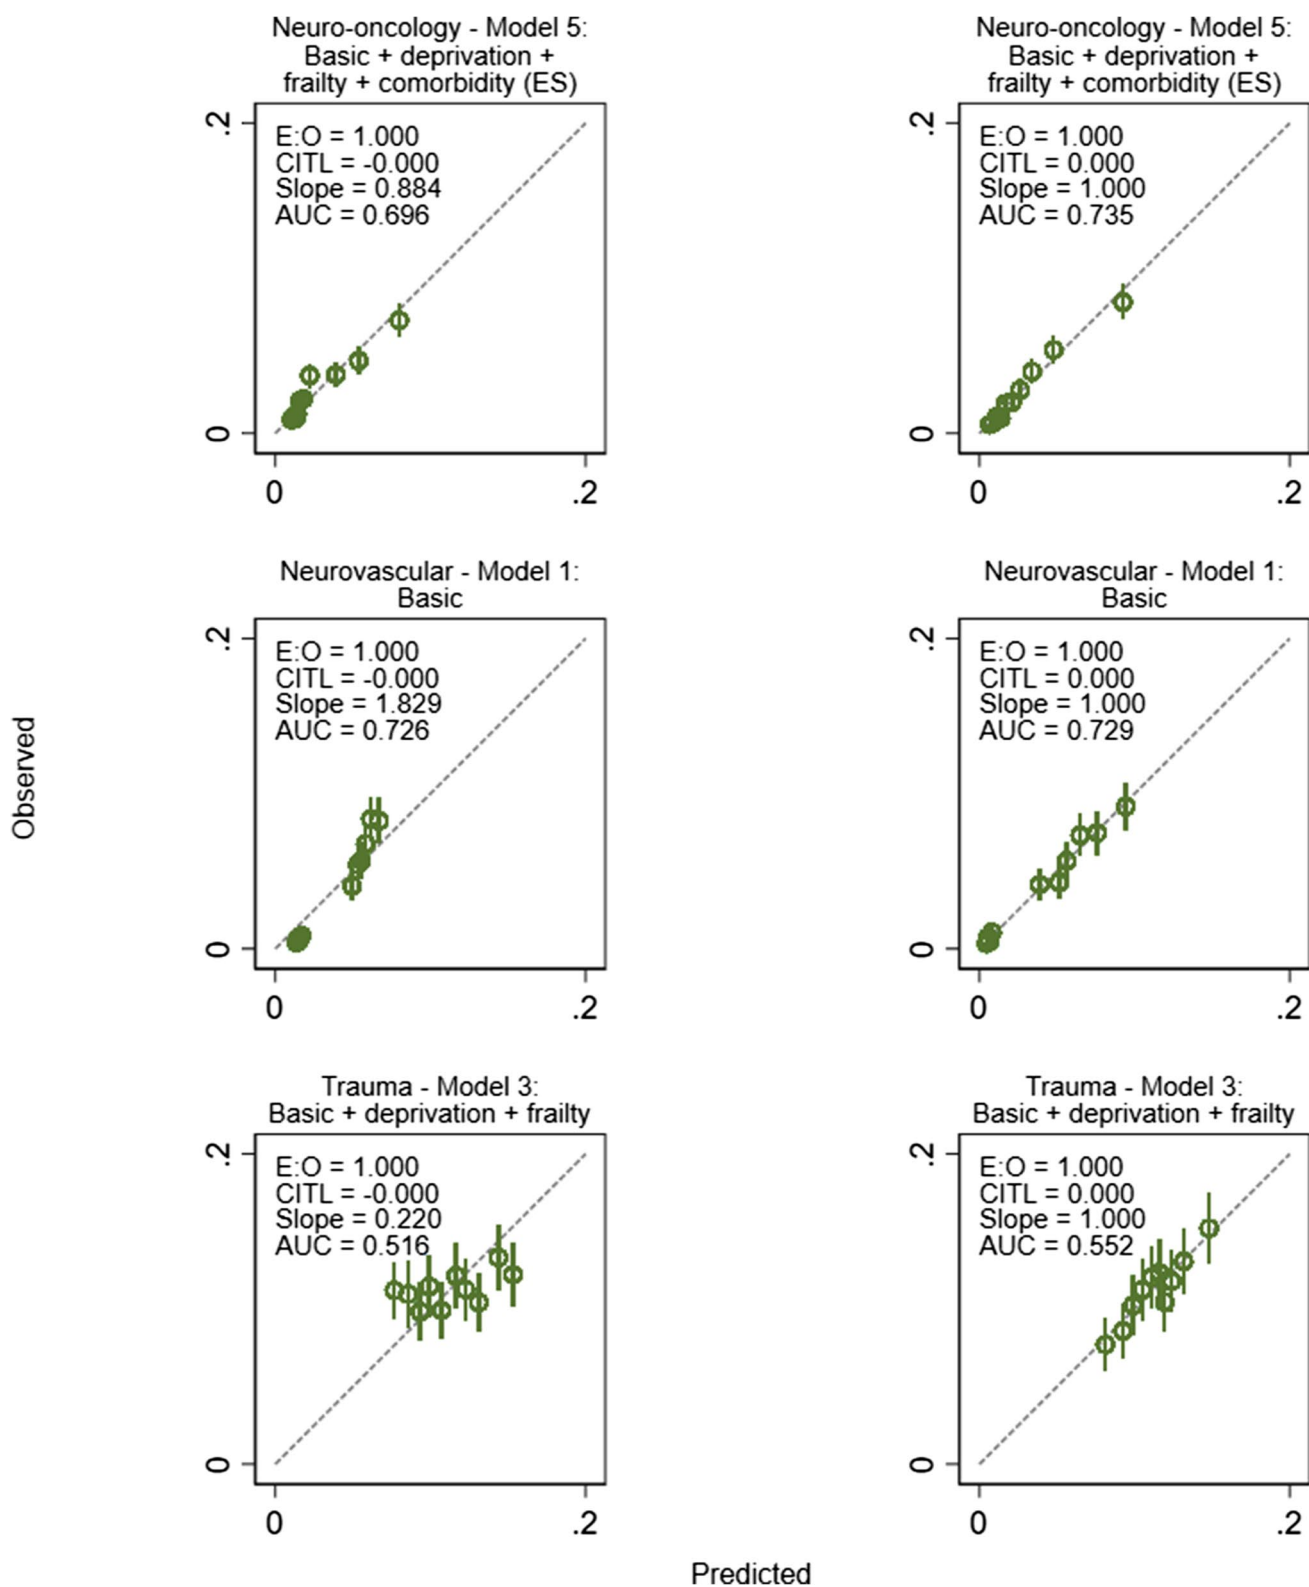 Neuro-oncology - Model 5:
Basic + deprivation +
frailty + comorbidity (ES)
.2
E:O = 1.000
CITL = -0.000
Slope = 0.884
AUC = 0.696
0
0
.2
Neuro-oncology - Model 5:
Basic + deprivation +
frailty + comorbidity (ES)
.2
E:O = 1.000
CITL = 0.000
Slope = 1.000
AUC = 0.735
0
0
.2
Observed
Neurovascular - Model 1:
Basic
.2
E:O = 1.000
CITL = -0.000
Slope = 1.829
AUC = 0.726
0
0
.2
Neurovascular - Model 1:
Basic
.2
E:O = 1.000
CITL = 0.000
Slope = 1.000
AUC = 0.729
0
0
.2
Trauma - Model 3:
Basic + deprivation + frailty
.2
E:O = 1.000
CITL = -0.000
Slope = 0.220
AUC = 0.516
0
0
.2
Trauma - Model 3:
Basic + deprivation + frailty
.2
E:O = 1.000
CITL = 0.000
Slope = 1.000
AUC = 0.552
0
0
.2
Predicted